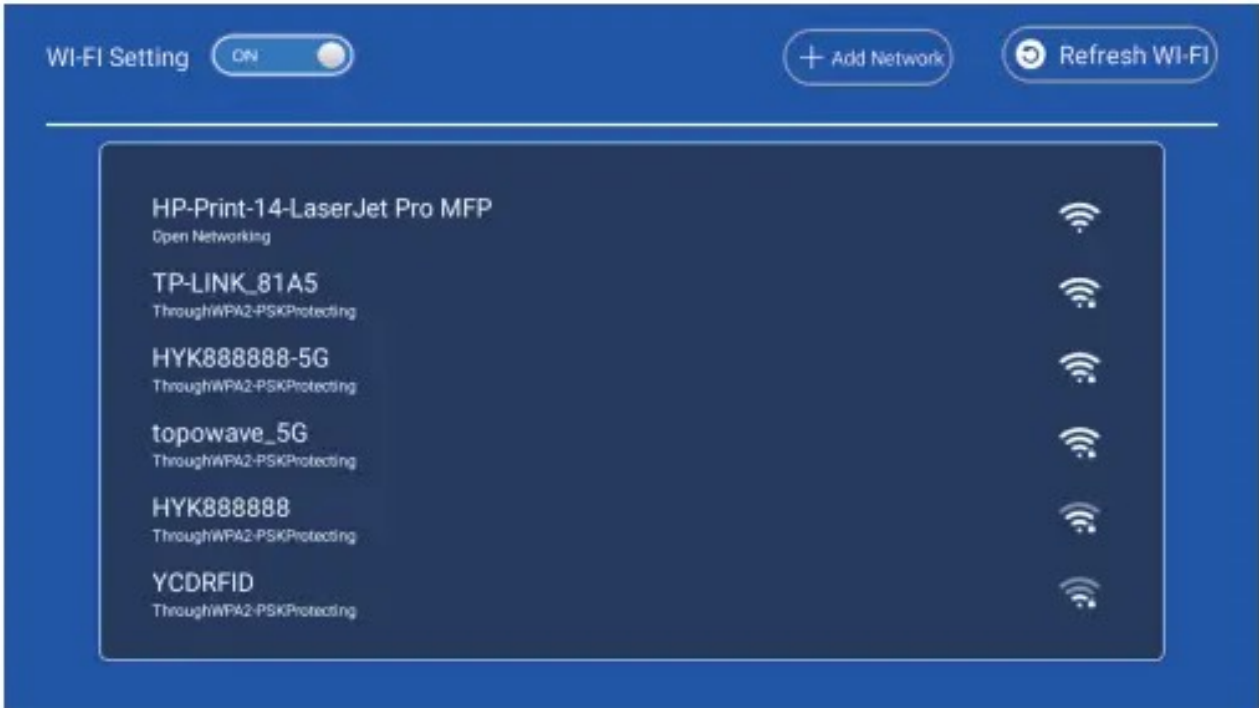 WI-FI Setting ON + Add Network Refresh WI-FI
HP-Print-14-LaserJet Pro MFP
Open Networking
TP-LINK_81A5
ThroughWPA2-PSKProtecting
HYK888888-5G
ThroughWPA2-PSKProtecting
topowave_5G
ThroughWPA2-PSKProtecting
HYK888888
ThroughWPA2-PSKProtecting
YCDRFID
ThroughWPA2-PSKProtecting